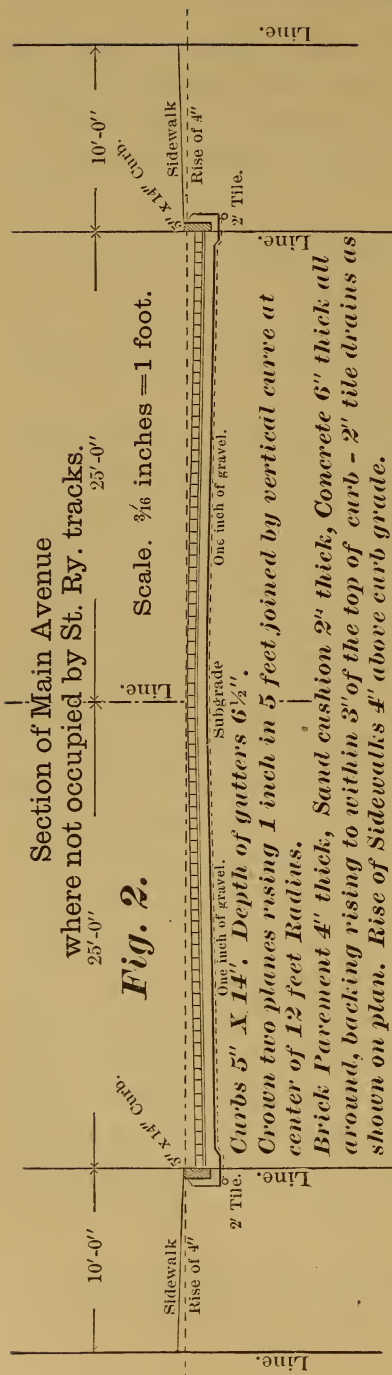 Section of Main Avenue
where not occupied by St. Ry. tracks.
10'-0" 25'-0" 25'-0" 10'-0"
Fig. 2.
Scale. 3/16 inches = 1 foot.
5" x 14" Curb.
5" x 14" Curb.
Sidewalk
Rise of 4"
Sidewalk
Rise of 4"
Line.
Line.
Line.
Line.
Line.
2' Tile.
One inch of gravel.
Subgrade
One inch of gravel.
2' Tile.
Curbs 5" X 14". Depth of gutters 6½".
Crown two planes rising 1 inch in 5 feet joined by vertical curve at
center of 12 feet Radius.
Brick Parement 4" thick, Sand cushion 2" thick, Concrete 6" thick all
around, backing rising to within 3" of the top of curb - 2" tile drains as
shown on plan. Rise of Sidewalks 4" above curb grade.